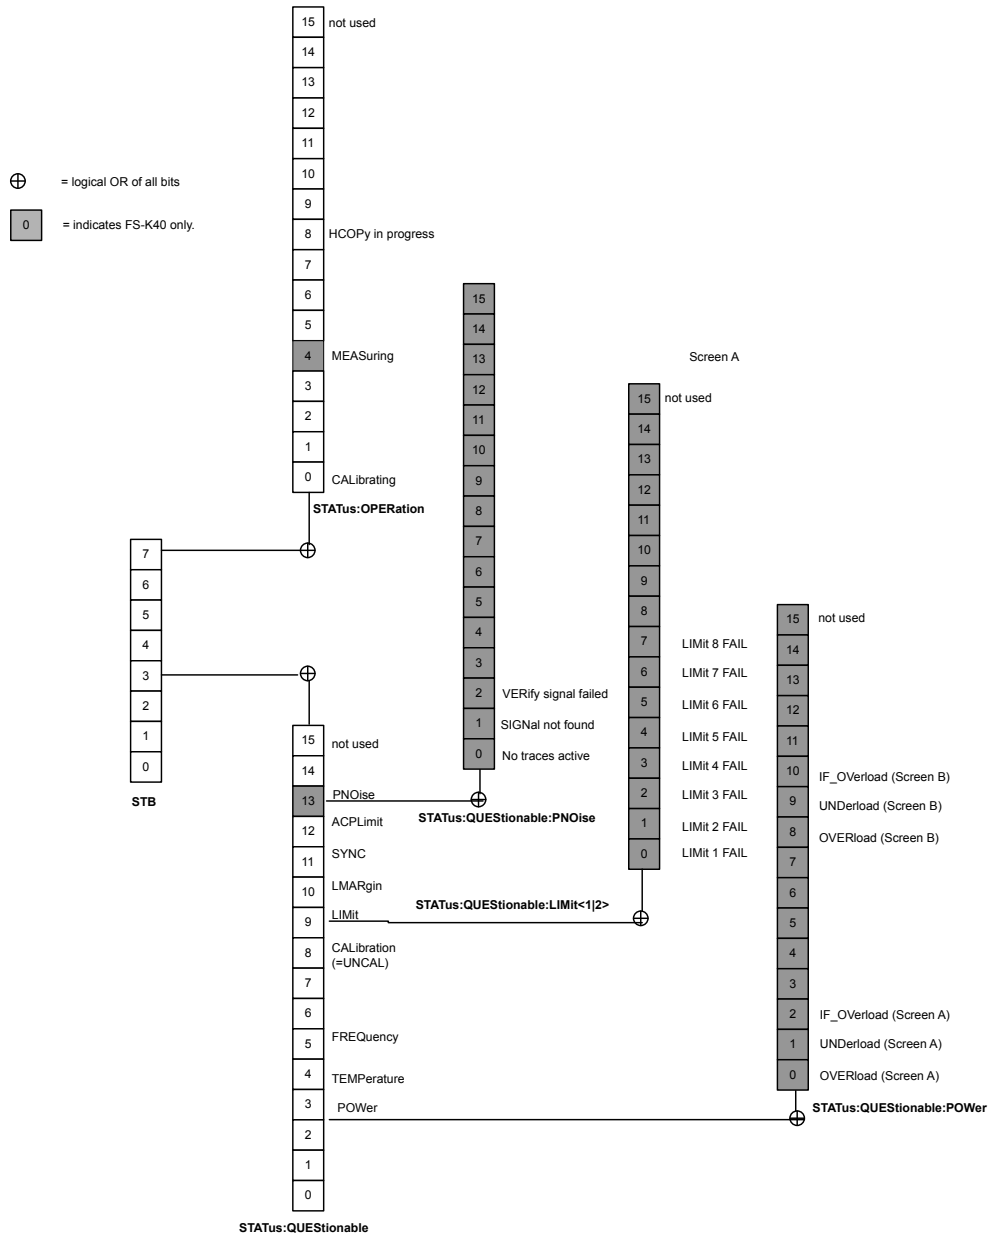 = logical OR of all bits
0 = indicates FS-K40 only.
15 not used
14
13
12
11
10
9
8 HCOPy in progress
7
6
5
4 MEASuring
3
2
1
0 CALibrating
STATus:OPERation
7
6
5
4
3
2
1
0
STB
15 not used
14
13 PNOise
12 ACPLimit
11 SYNC
10 LMARgin
9 LIMit
8 CALibration
(=UNCAL)
7
6
5 FREQuency
4 TEMPerature
3 POWer
2
1
0
STATus:QUEStionable
15
14
13
12
11
10
9
8
7
6
5
4
3
2 VERify signal failed
1 SIGNal not found
0 No traces active
STATus:QUEStionable:PNOise
Screen A
15 not used
14
13
12
11
10
9
8
7 LIMit 8 FAIL
6 LIMit 7 FAIL
5 LIMit 6 FAIL
4 LIMit 5 FAIL
3 LIMit 4 FAIL
2 LIMit 3 FAIL
1 LIMit 2 FAIL
0 LIMit 1 FAIL
STATus:QUEStionable:LIMit<1|2>
15 not used
14
13
12
11
10 IF_OVerload (Screen B)
9 UNDerload (Screen B)
8 OVERload (Screen B)
7
6
5
4
3
2 IF_OVerload (Screen A)
1 UNDerload (Screen A)
0 OVERload (Screen A)
STATus:QUEStionable:POWer